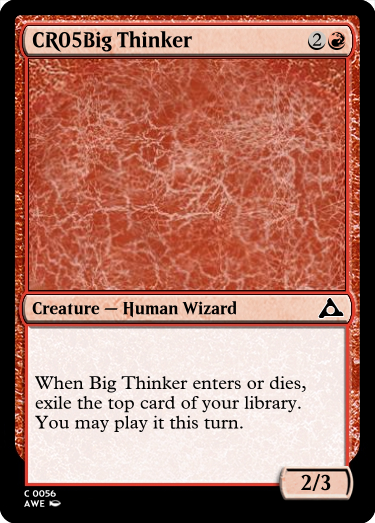 CR05Big Thinker 2
Creature — Human Wizard
When Big Thinker enters or dies,
exile the top card of your library.
You may play it this turn.
2/3
C 0056
AWE